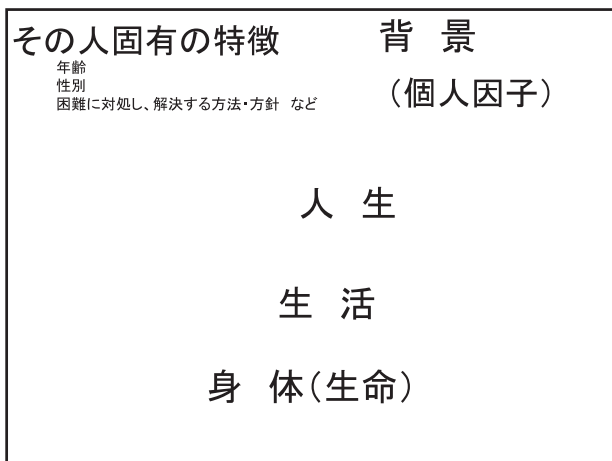 その人固有の特徴
年齢
性別
困難に対処し、解決する方法・方針 など
背 景
（個人因子）
人 生
生 活
身 体（生命）